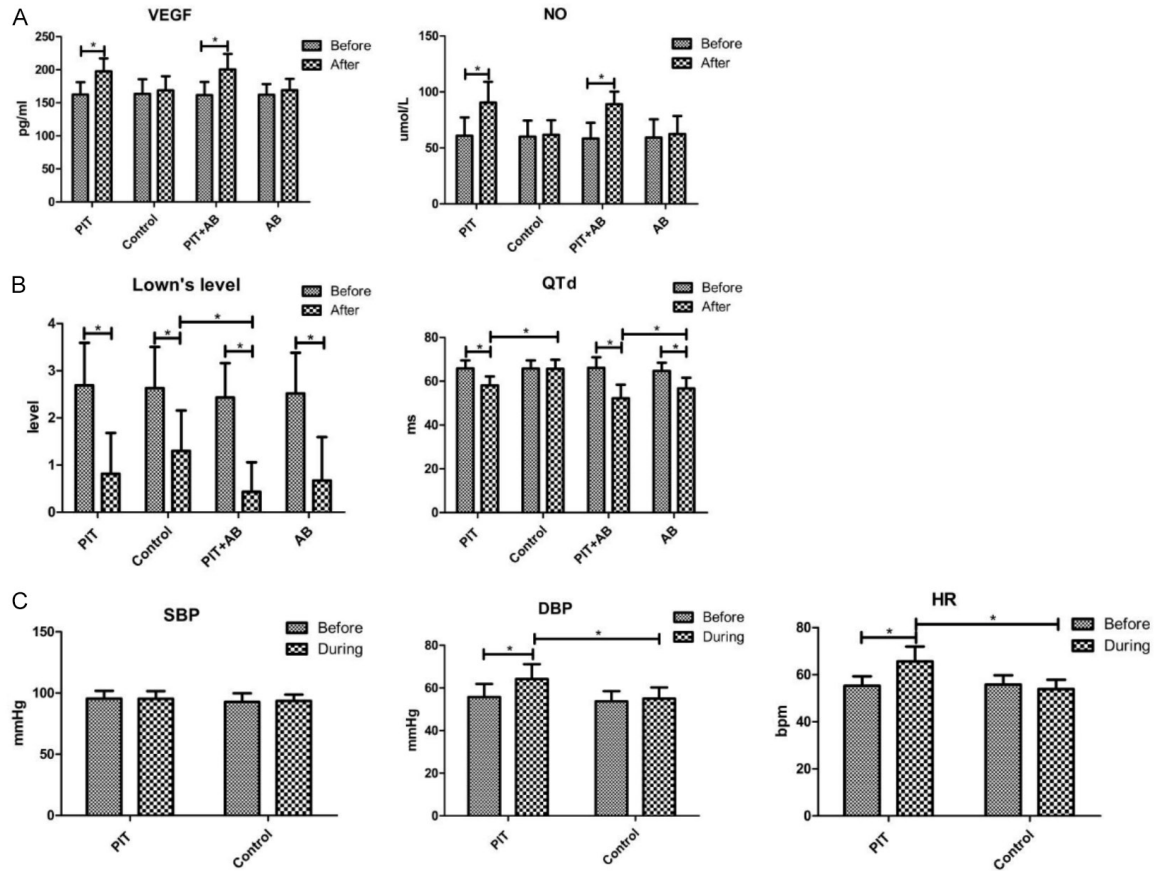 A
VEGF
Before
After
pg/ml
250
200
150
100
50
0
*
*
PIT
Control
PIT+AB
AB
NO
Before
After
umol/L
150
100
50
0
*
*
PIT
Control
PIT+AB
AB
B
Lown's level
Before
After
level
4
3
2
1
0
*
*
*
*
*
PIT
Control
PIT+AB
AB
QTd
Before
After
ms
80
60
40
20
0
*
*
*
*
*
PIT
Control
PIT+AB
AB
C
SBP
Before
During
mmHg
150
100
50
0
PIT
Control
DBP
Before
During
mmHg
80
60
40
20
0
*
*
PIT
Control
HR
Before
During
bpm
80
60
40
20
0
*
*
PIT
Control